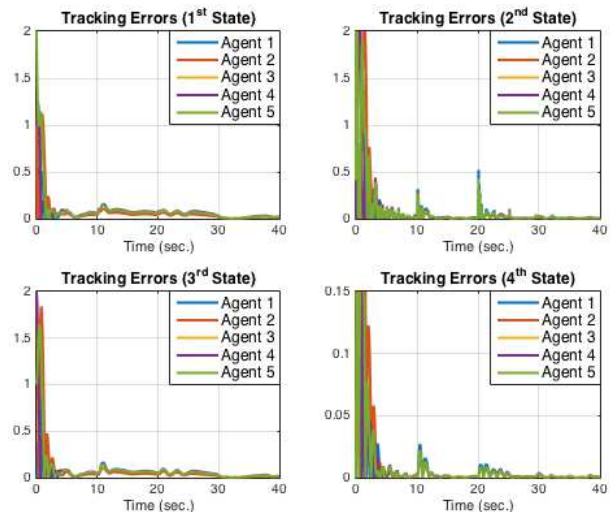 Tracking Errors (1st State)
2
1.5
1
0.5
0
0 10 20 30 40
Time (sec.)
Agent 1
Agent 2
Agent 3
Agent 4
Agent 5
Tracking Errors (2nd State)
2
1.5
1
0.5
0
0 10 20 30 40
Time (sec.)
Agent 1
Agent 2
Agent 3
Agent 4
Agent 5
Tracking Errors (3rd State)
2
1.5
1
0.5
0
0 10 20 30 40
Time (sec.)
Agent 1
Agent 2
Agent 3
Agent 4
Agent 5
Tracking Errors (4th State)
0.15
0.1
0.05
0
0 10 20 30 40
Time (sec.)
Agent 1
Agent 2
Agent 3
Agent 4
Agent 5